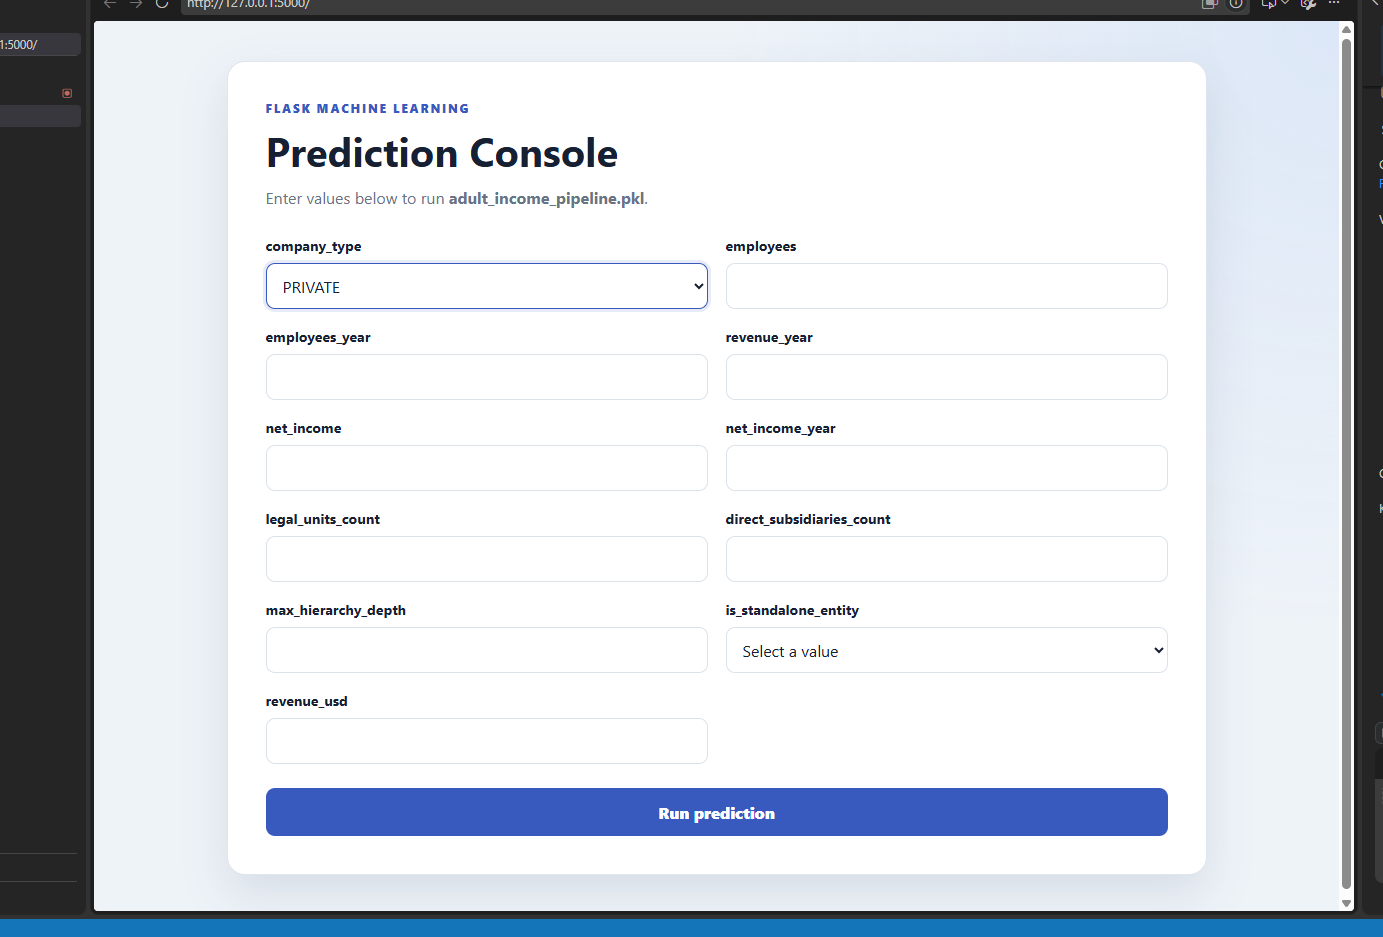 http://127.0.0.1:5000/
1:5000/
FLASK MACHINE LEARNING
Prediction Console
Enter values below to run adult_income_pipeline.pkl.
company_type
employees
PRIVATE
employees_year
revenue_year
net_income
net_income_year
legal_units_count
direct_subsidiaries_count
max_hierarchy_depth
is_standalone_entity
Select a value
revenue_usd
Run prediction